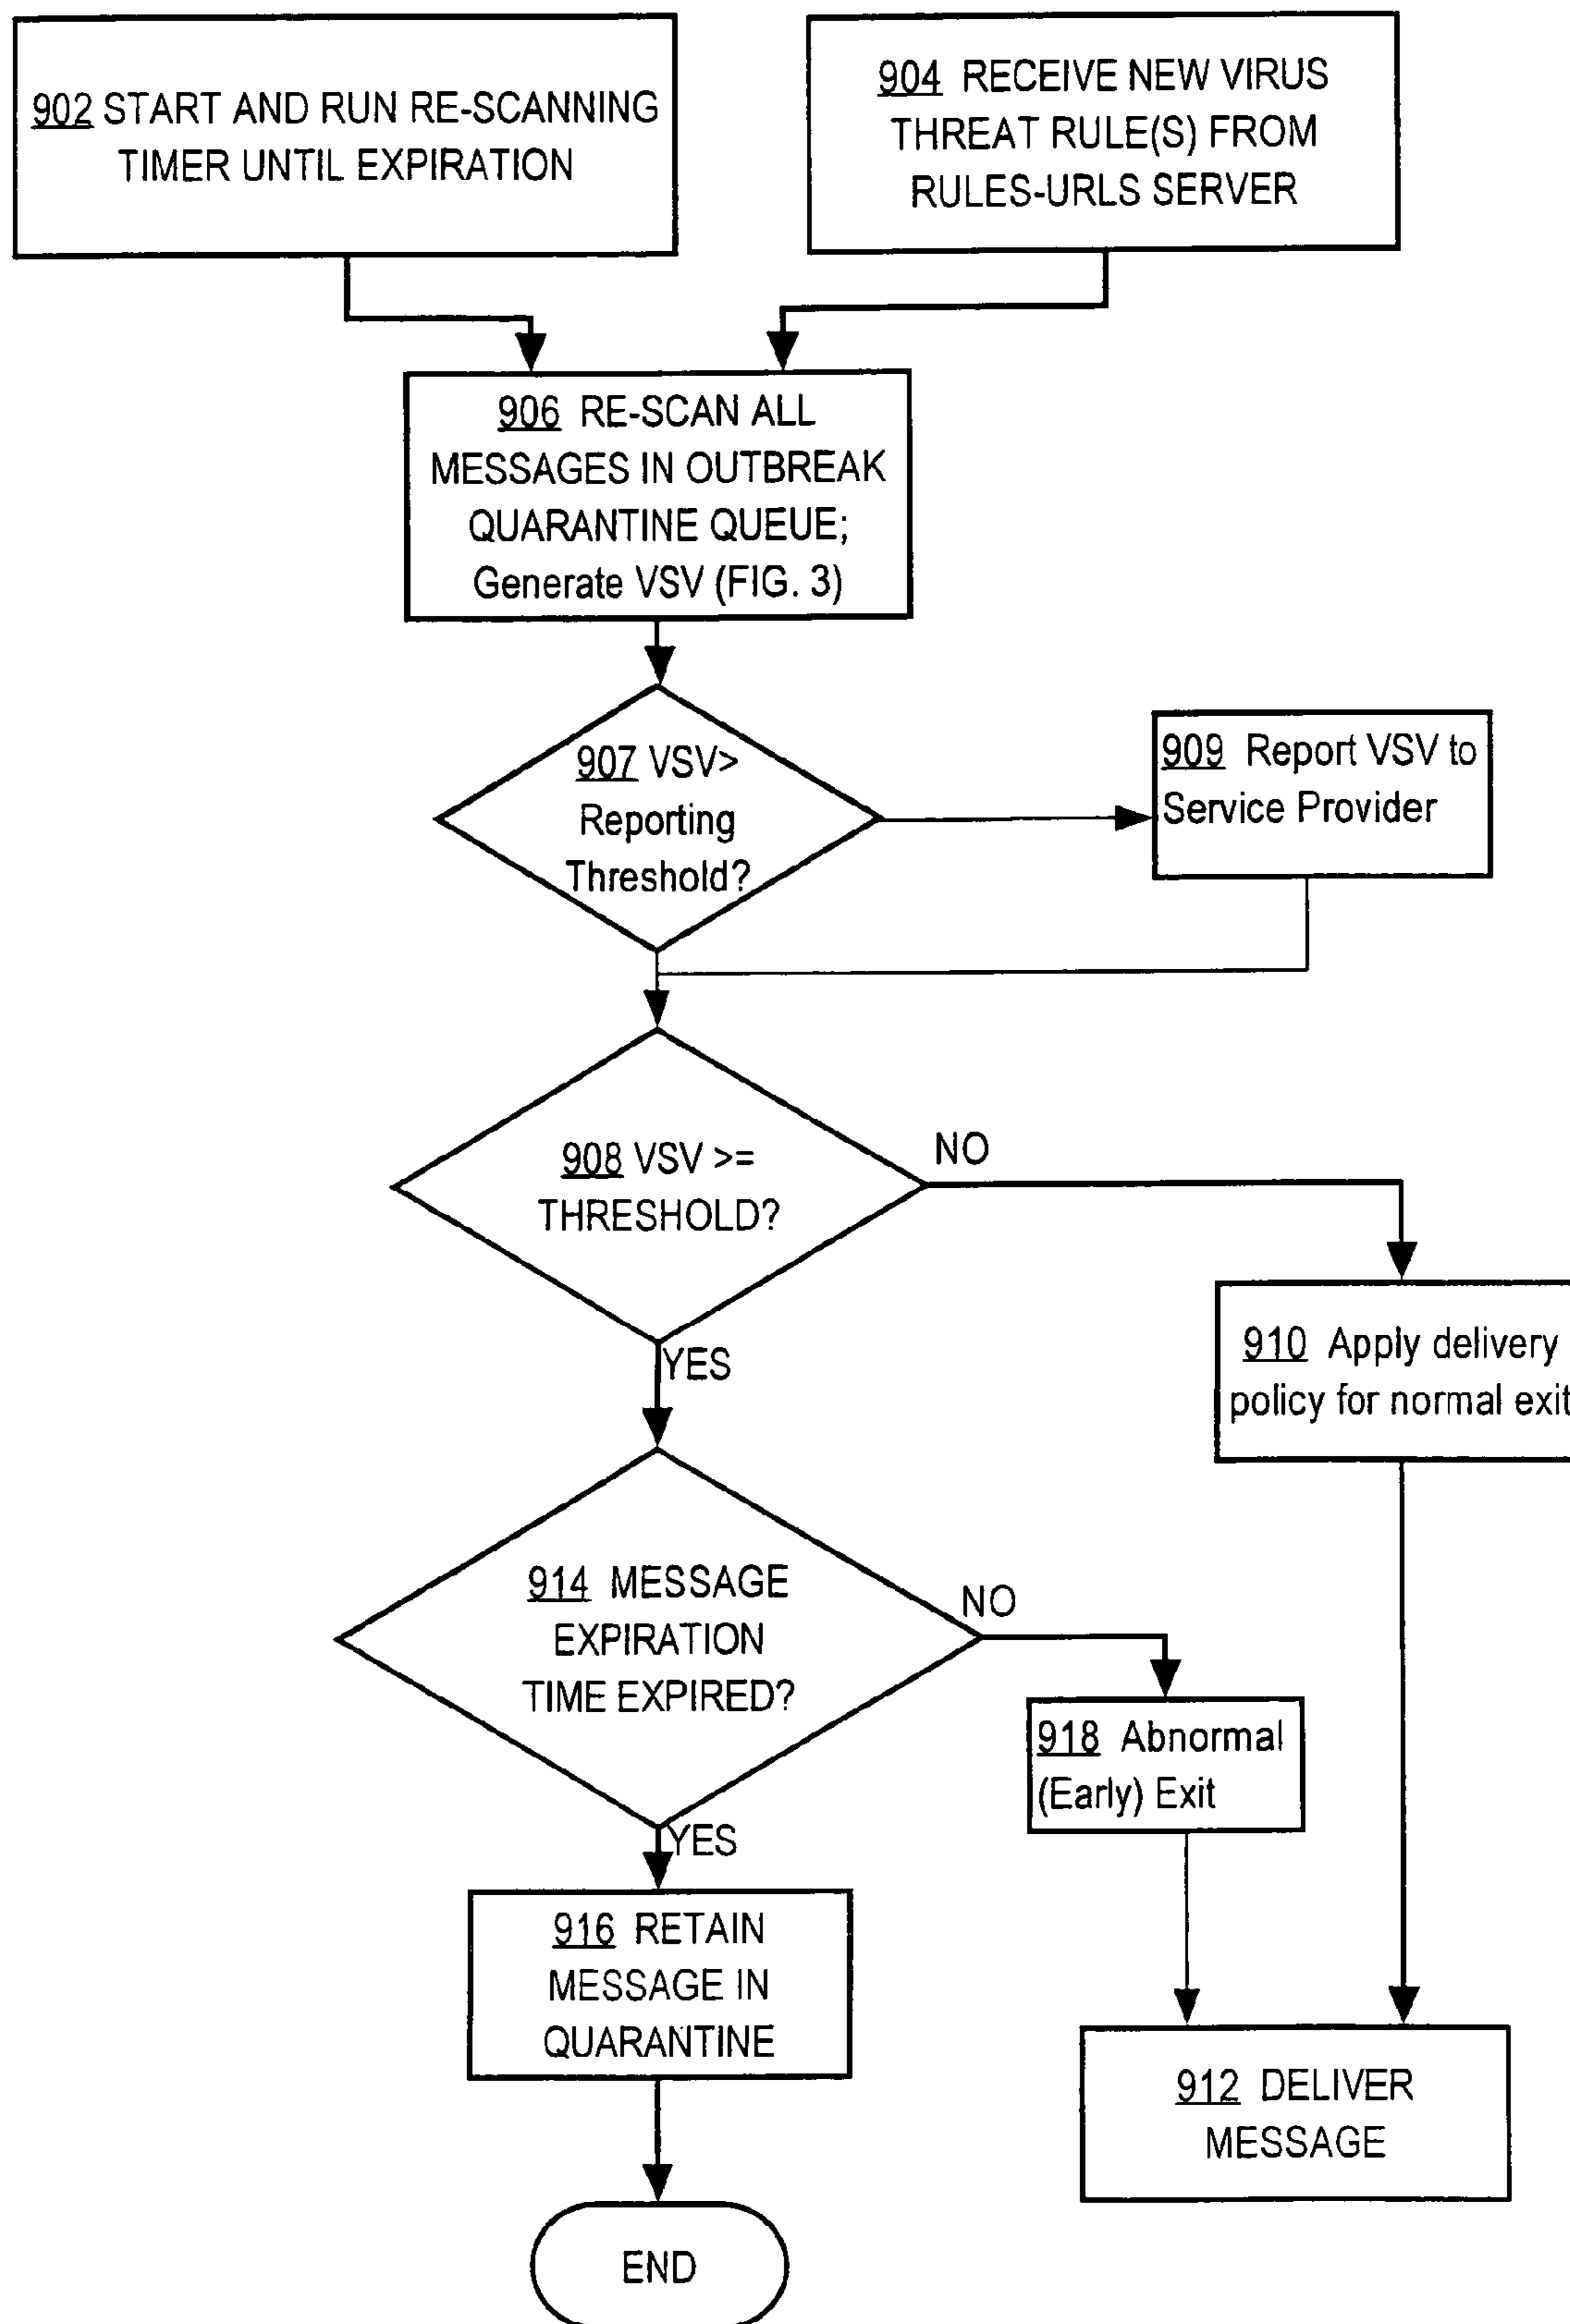 902 START AND RUN RE-SCANNING
TIMER UNTIL EXPIRATION
904 RECEIVE NEW VIRUS
THREAT RULE(S) FROM
RULES-URLS SERVER
906 RE-SCAN ALL
MESSAGES IN OUTBREAK
QUARANTINE QUEUE;
Generate VSV (FIG. 3)
907 VSV>
Reporting
Threshold?
909 Report VSV to
Service Provider
908 VSV >=
THRESHOLD?
NO
YES
910 Apply delivery
policy for normal exit
914 MESSAGE
EXPIRATION
TIME EXPIRED?
NO
YES
918 Abnormal
(Early) Exit
916 RETAIN
MESSAGE IN
QUARANTINE
912 DELIVER
MESSAGE
END